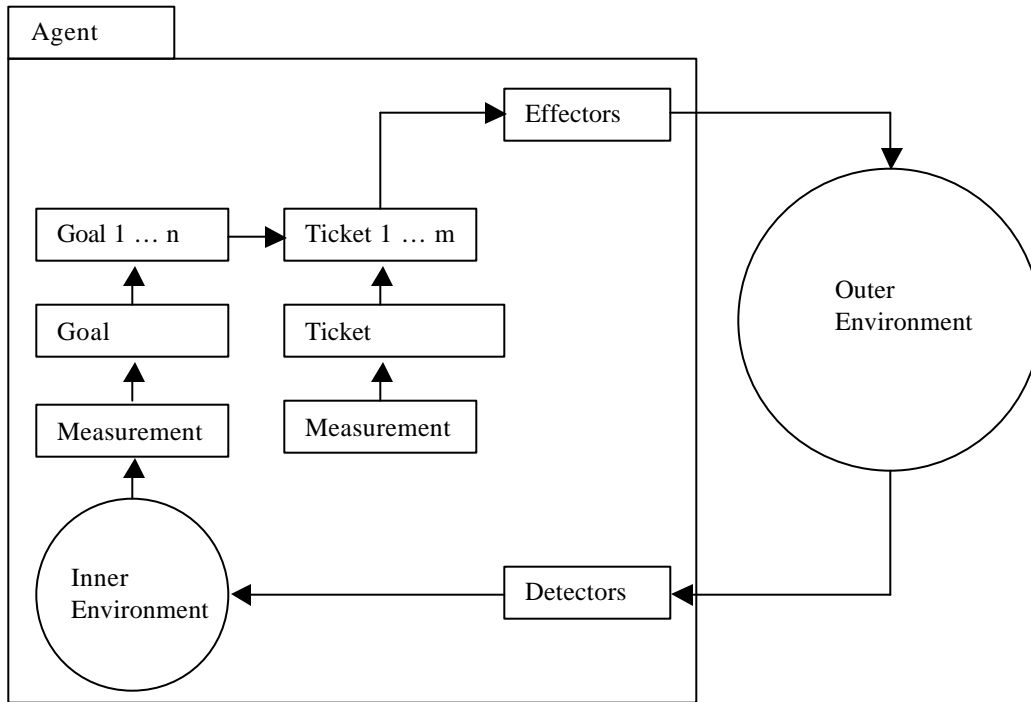 Agent
Effectors
Goal 1 … n
Ticket 1 … m
Outer
Environment
Goal
Ticket
Measurement
Measurement
Inner
Environment
Detectors